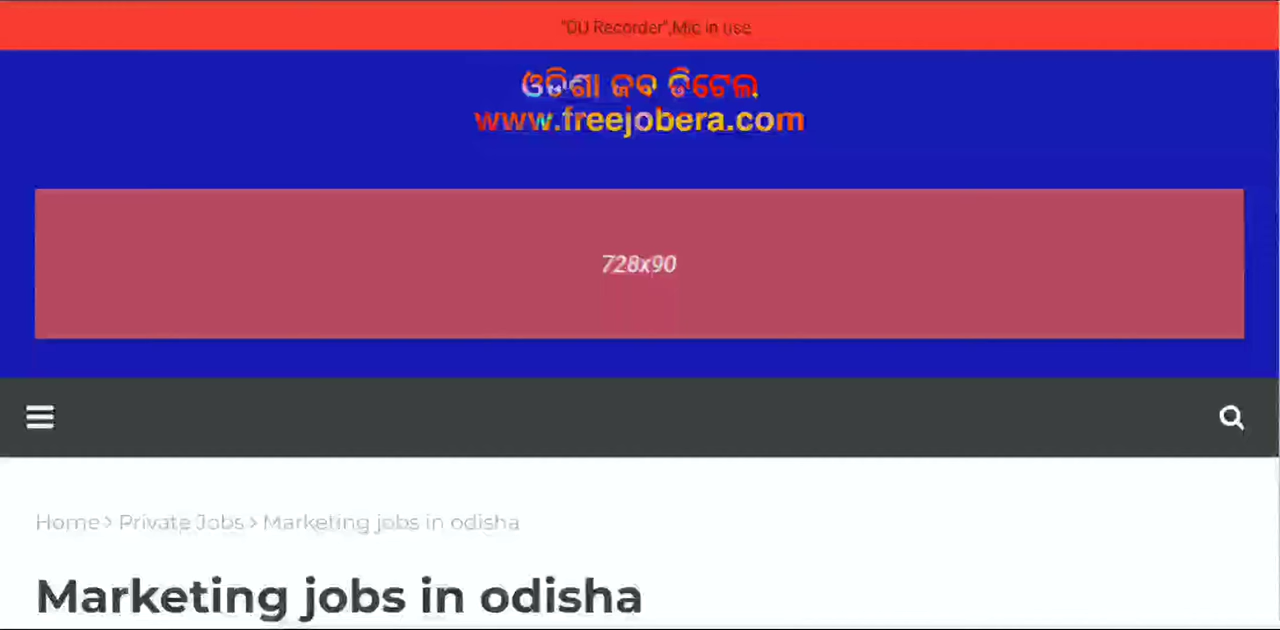 "DU Recorder",Mic in use
ଓଡିଶା ଜବ ଡିଟେଲ୍
www.freejobera.com
728x90
Home > Private Jobs > Marketing jobs in odisha
Marketing jobs in odisha